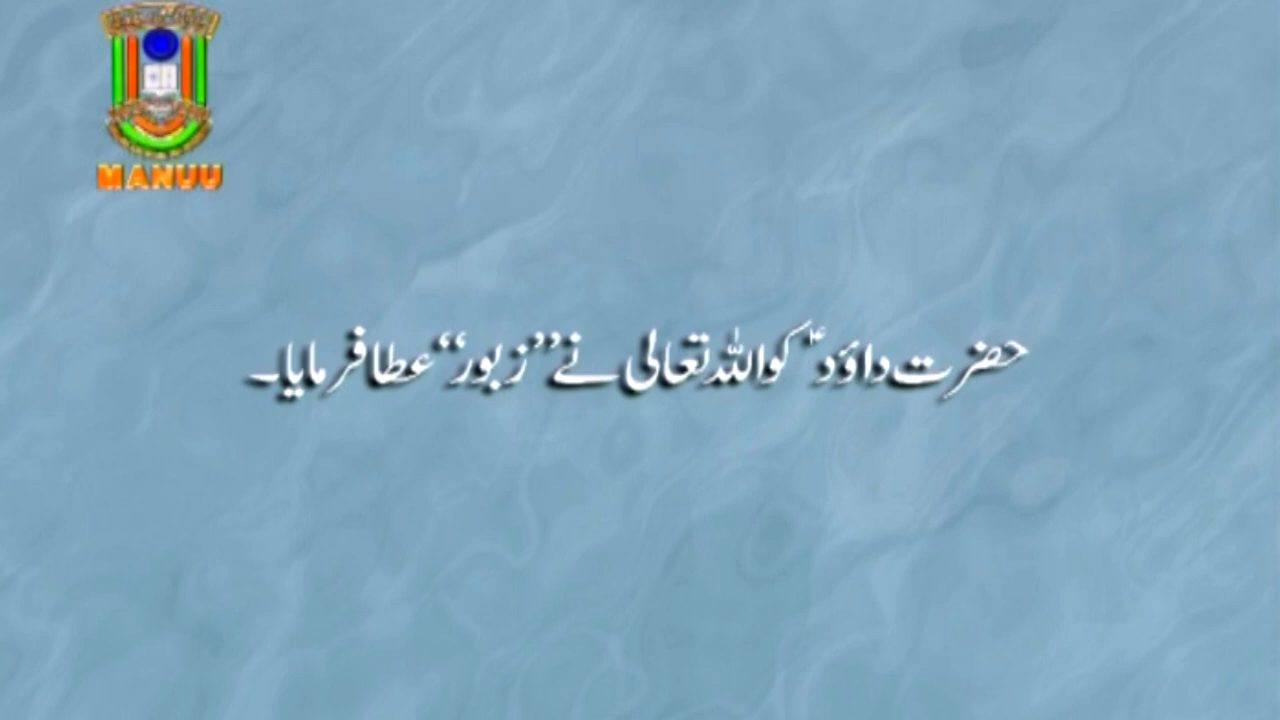 MANUU
حضرت داؤدؑ کو اللہ تعالیٰ نے ’’زبور‘‘ عطا فرمایا۔